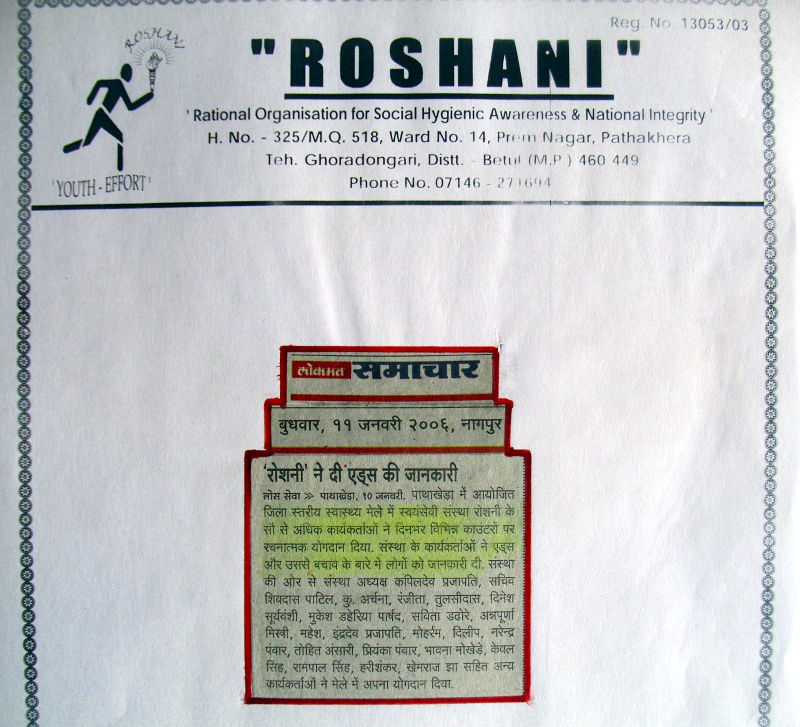 Reg. No. 13053/03
ROSHANI
"ROSHANI"
'Rational Organisation for Social Hygienic Awareness & National Integrity'
H. No. - 325/M.Q. 518, Ward No. 14, Prem Nagar, Pathakhera
Teh. Ghoradongari, Distt. - Betul (M.P.) 460 449
'YOUTH-EFFORT'
Phone No. 07146 - 271694
लोकमत समाचार
बुधवार, ११ जनवरी २००६, नागपुर
'रोशनी' ने दी एड्स की जानकारी
लोस सेवा >> पाथाखेडा, १० जनवरी. पाथाखेडा में आयोजित
जिला स्तरीय स्वास्थ्य मेले में स्वयंसेवी संस्था रोशनी के
सौ से अधिक कार्यकर्ताओं ने दिनभर विभिन्न काउंटरों पर
रचनात्मक योगदान दिया. संस्था के कार्यकर्ताओं ने एड्स
और उससे बचाव के बारे में लोगों को जानकारी दी. संस्था
की ओर से संस्था अध्यक्ष कपिलदेव प्रजापति, सचिव
शिवदास पाटिल, कु. अर्चना, रंजीता, तुलसीदास, दिनेश
सूर्यवंशी, मुकेश डहेरिया पार्षद, सविता डढोरे, अन्नपूर्णा
मिस्त्री, महेश, इंद्रदेव प्रजापति, मोहर्रम, दिलीप, नरेन्द्र
पंवार, तोहित अंसारी, प्रियंका पंवार, भावना मोखेडे, केवल
सिंह, रामपाल सिंह, हरीशंकर, खेमराज झा सहित अन्य
कार्यकर्ताओं ने मेले में अपना योगदान दिया.